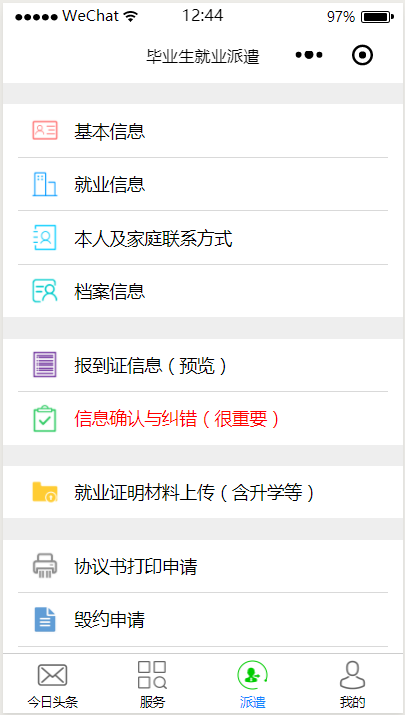 WeChat 12:44 97%
毕业生就业派遣
基本信息
就业信息
本人及家庭联系方式
档案信息
报到证信息（预览）
信息确认与纠错（很重要）
就业证明材料上传（含升学等）
协议书打印申请
毁约申请
今日头条 服务 派遣 我的